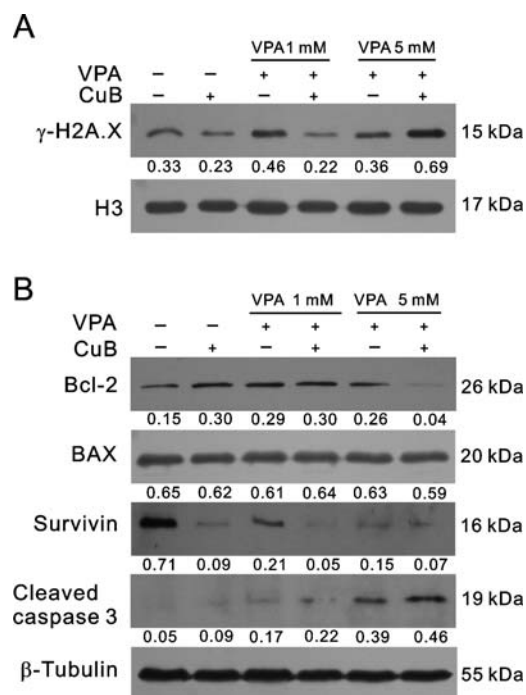 A
VPA 1 mM VPA 5 mM
VPA – – + + + +
CuB – + – + – +
γ-H2A.X 15 kDa
0.33 0.23 0.46 0.22 0.36 0.69
H3 17 kDa
B
VPA 1 mM VPA 5 mM
VPA – – + + + +
CuB – + – + – +
Bcl-2 26 kDa
0.15 0.30 0.29 0.30 0.26 0.04
BAX 20 kDa
0.65 0.62 0.61 0.64 0.63 0.59
Survivin 16 kDa
0.71 0.09 0.21 0.05 0.15 0.07
Cleaved
caspase 3 19 kDa
0.05 0.09 0.17 0.22 0.39 0.46
β-Tubulin 55 kDa